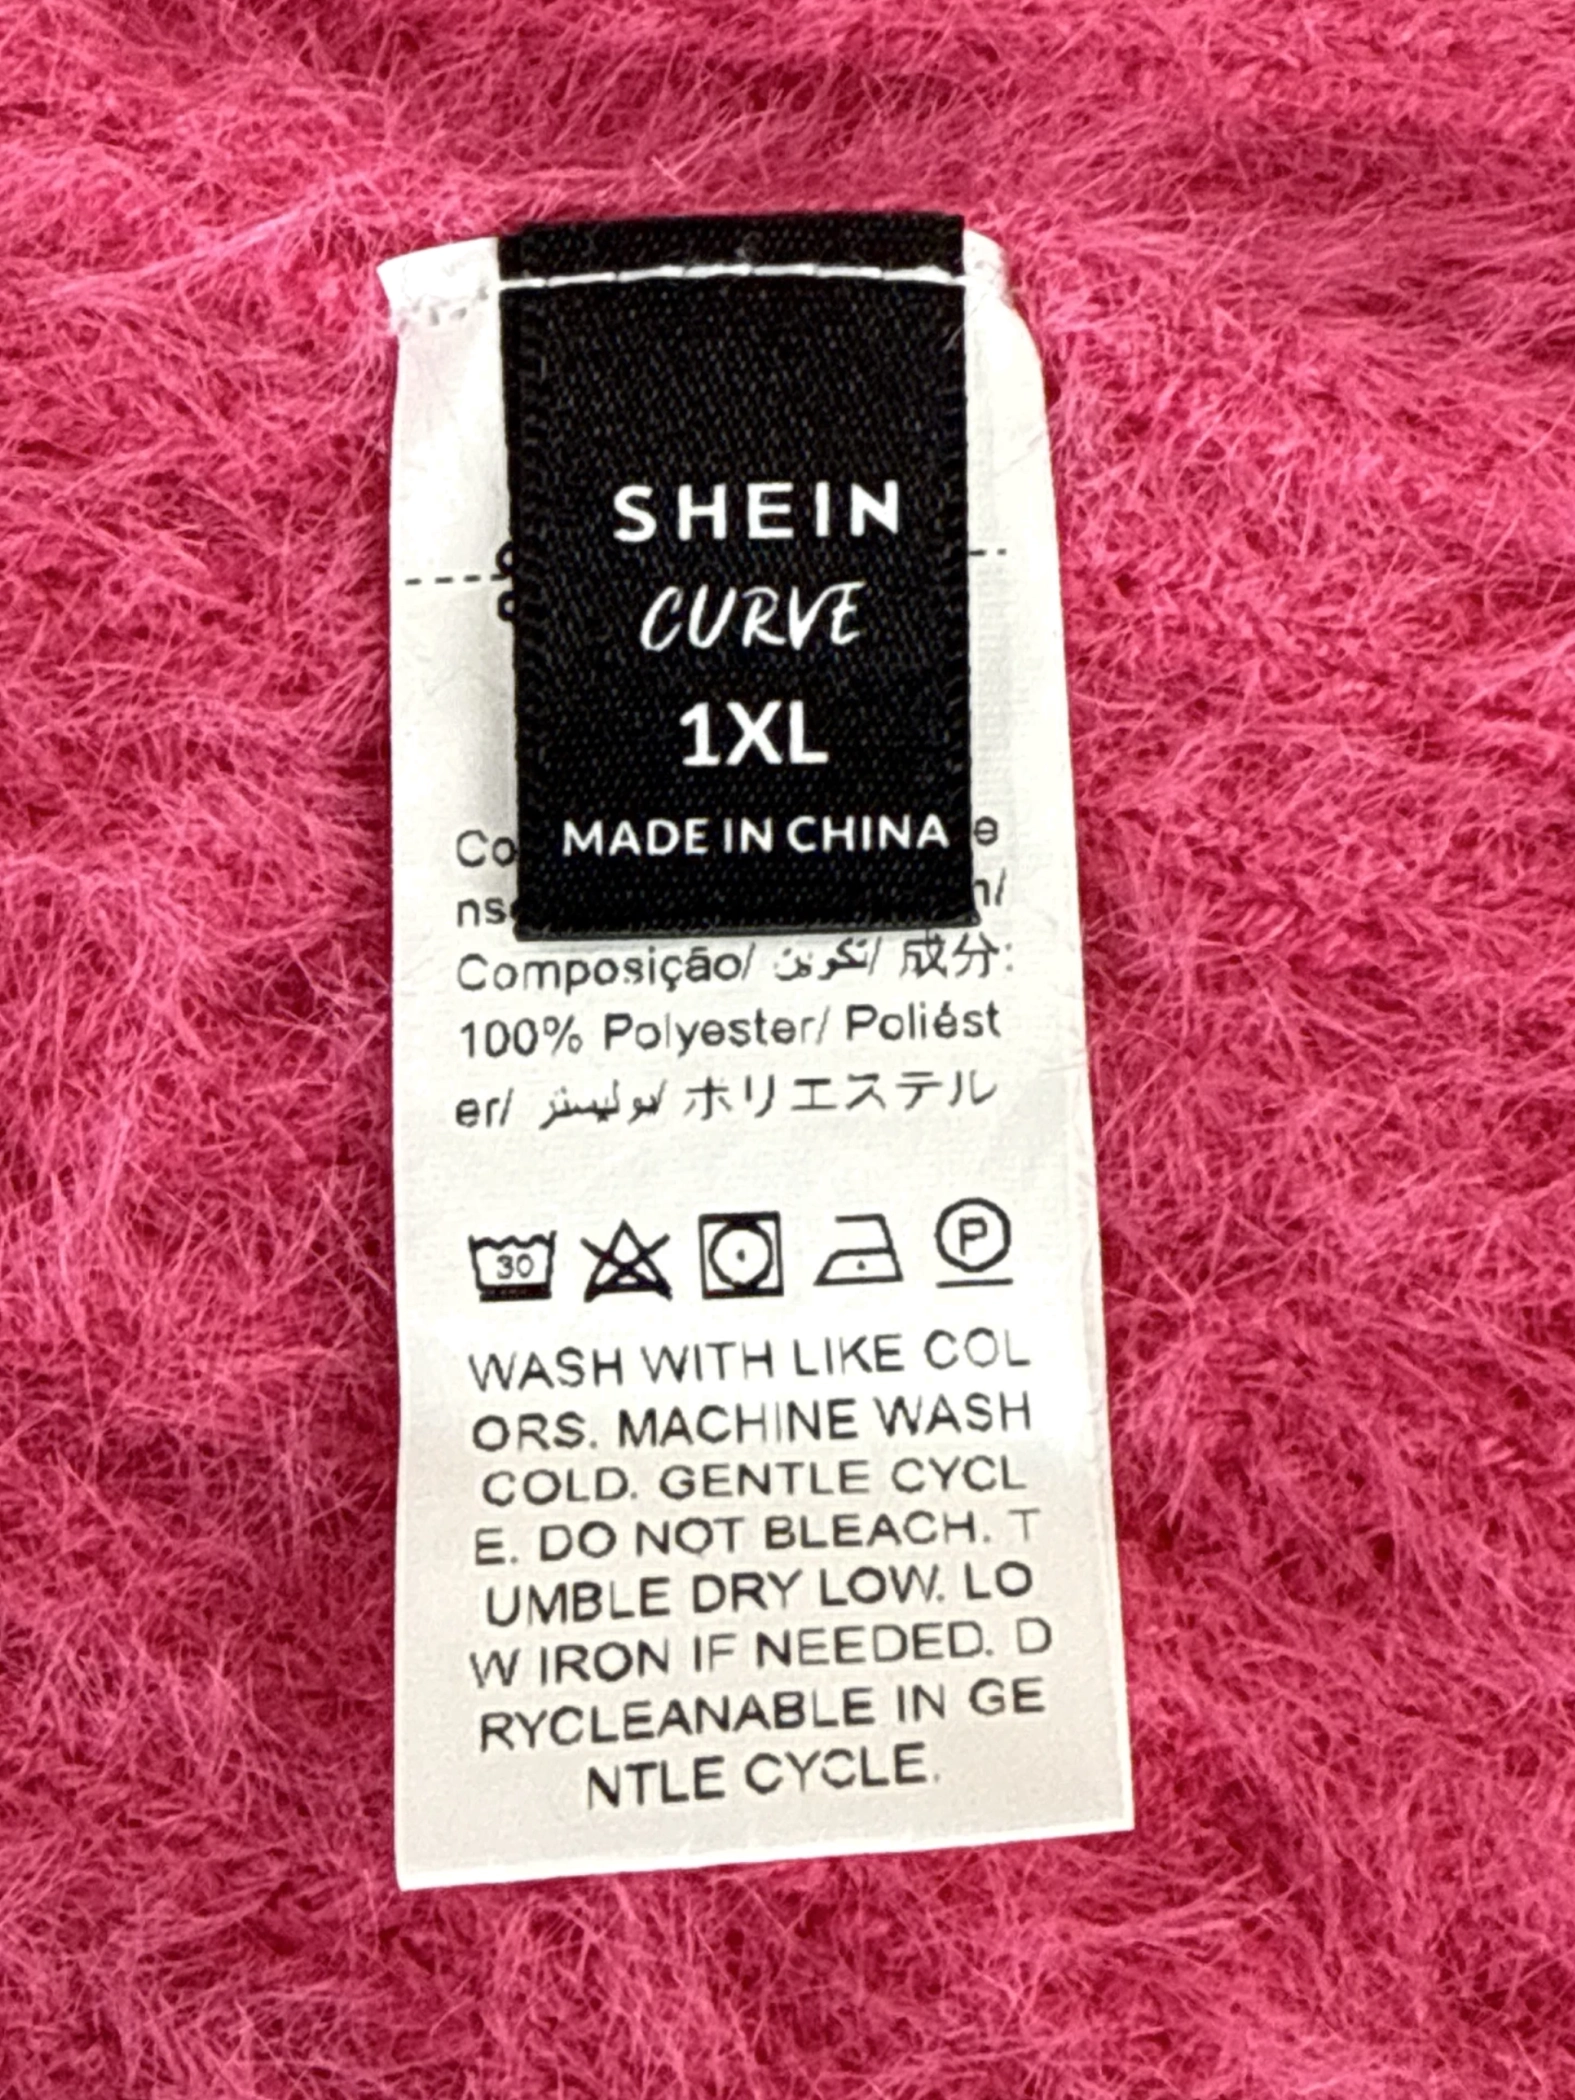 SHEIN
CURVE
1XL
MADE IN CHINA
Composição/ تكوين/ 成分:
100% Polyester/ Poliést
er/ بوليستر/ ポリエステル
30
P
WASH WITH LIKE COL
ORS. MACHINE WASH
COLD. GENTLE CYCL
E. DO NOT BLEACH. T
UMBLE DRY LOW. LO
W IRON IF NEEDED. D
RYCLEANABLE IN GE
NTLE CYCLE.